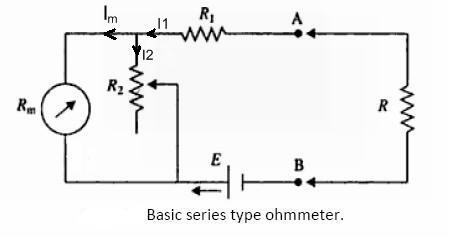 Im I1 R1 A
I2
R2
Rm R
E B
Basic series type ohmmeter.